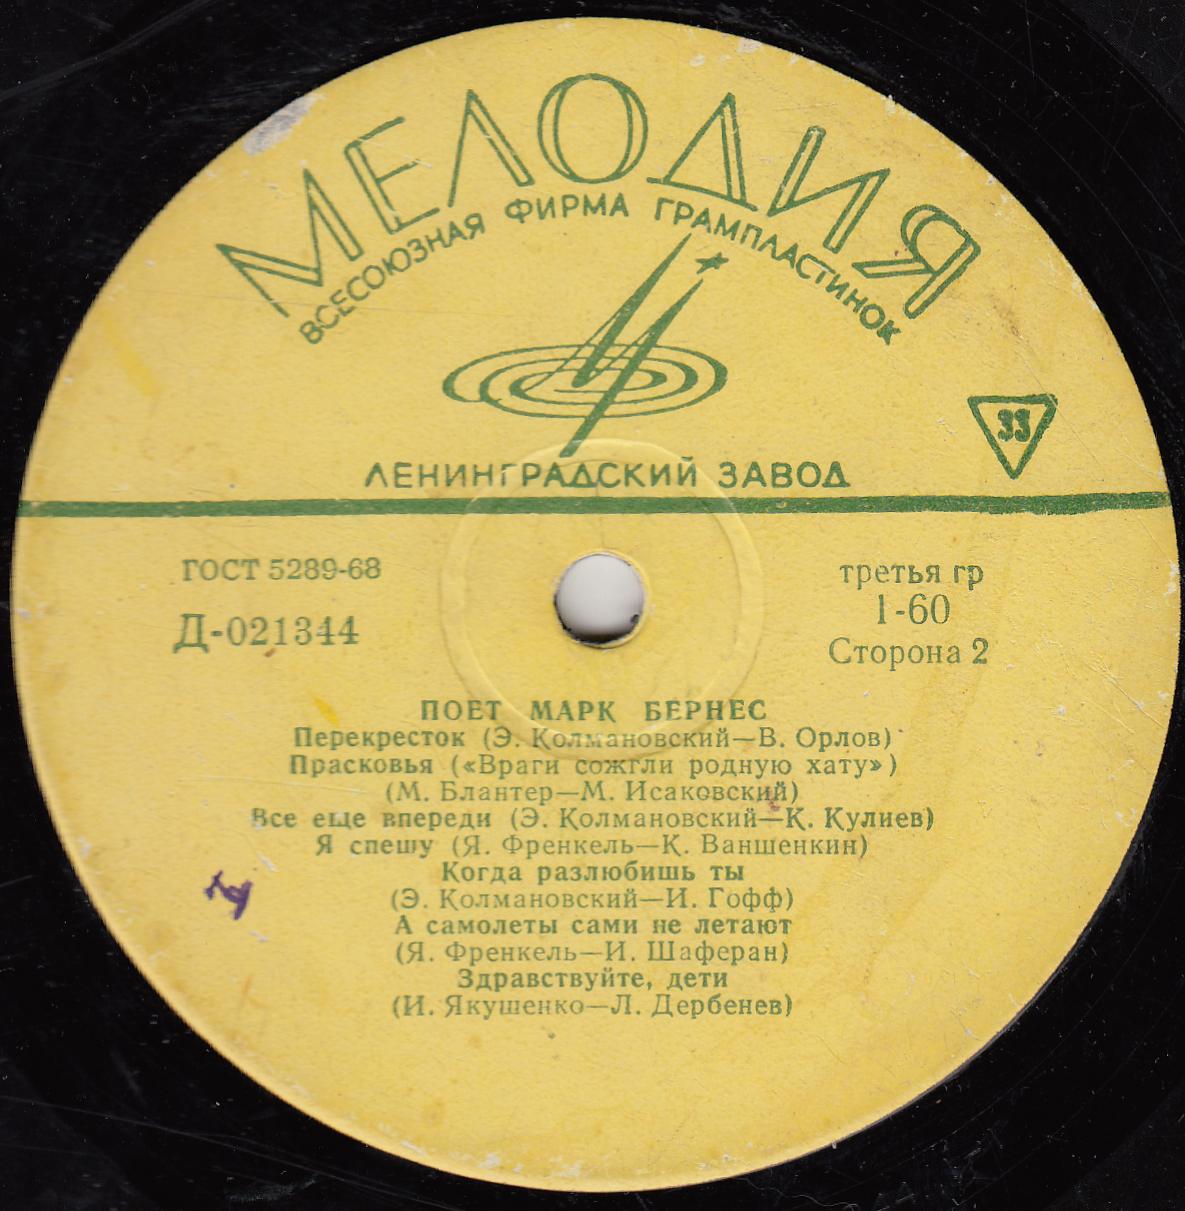 МЕЛОДИЯ
ВСЕСОЮЗНАЯ ФИРМА ГРАМПЛАСТИНОК
33
ЛЕНИНГРАДСКИЙ ЗАВОД
ГОСТ 5289-68
Д-021344
третья гр
1-60
Сторона 2
ПОЕТ МАРК БЕРНЕС
Перекресток (Э. Колмановский—В. Орлов)
Прасковья («Враги сожгли родную хату»)
(М. Блантер—М. Исаковский)
Все еще впереди (Э. Колмановский—К. Кулиев)
Я спешу (Я. Френкель—К. Ваншенкин)
Когда разлюбишь ты
(Э. Колмановский—И. Гофф)
А самолеты сами не летают
(Я. Френкель—И. Шаферан)
Здравствуйте, дети
(И. Якушенко—Л. Дербенев)